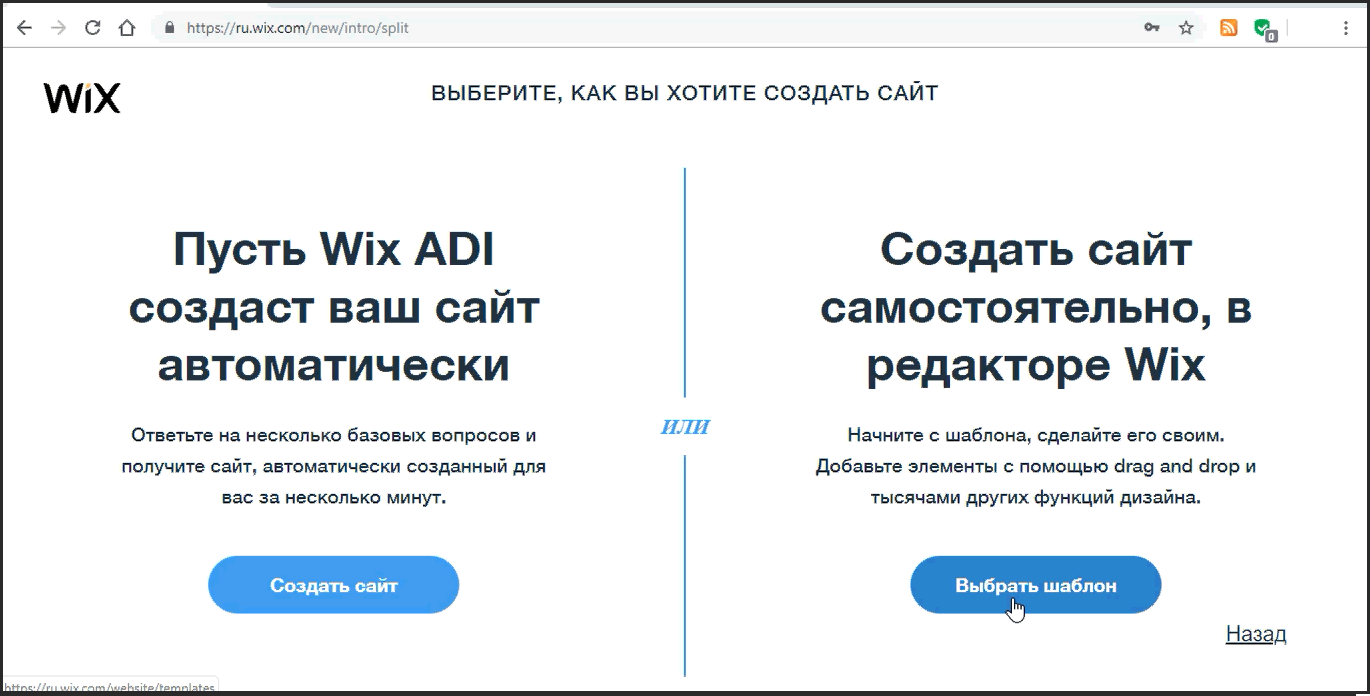 https://ru.wix.com/new/intro/split
0
WiX
ВЫБЕРИТЕ, КАК ВЫ ХОТИТЕ СОЗДАТЬ САЙТ
Пусть Wix ADI
создаст ваш сайт
автоматически
Ответьте на несколько базовых вопросов и
получите сайт, автоматически созданный для
вас за несколько минут.
Создать сайт
ИЛИ
Создать сайт
самостоятельно, в
редакторе Wix
Начните с шаблона, сделайте его своим.
Добавьте элементы с помощью drag and drop и
тысячами других функций дизайна.
Выбрать шаблон
Назад
https://ru.wix.com/website/templates